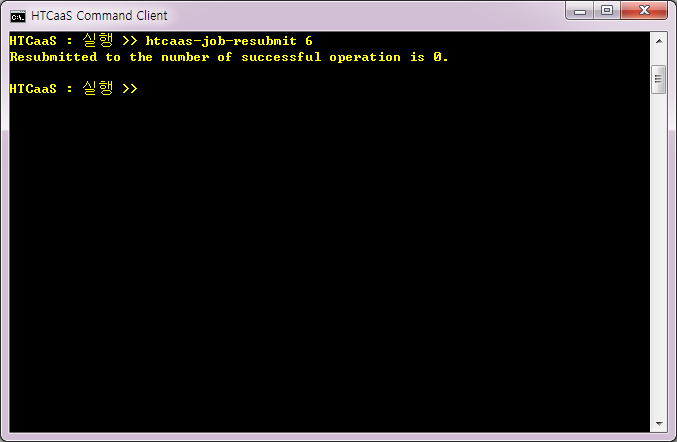 HTCaaS Command Client
HTCaaS : 실행 >> htcaas-job-resubmit 6
Resubmitted to the number of successful operation is 0.
HTCaaS : 실행 >>